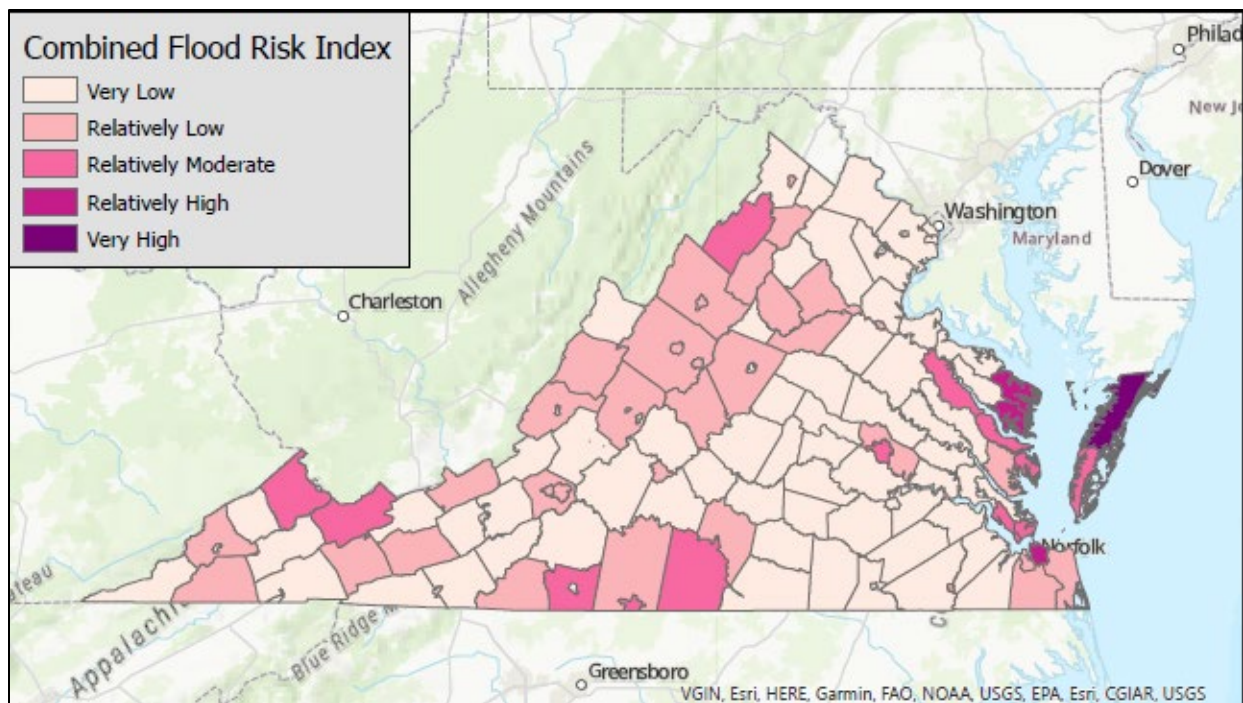 Combined Flood Risk Index
Very Low
Relatively Low
Relatively Moderate
Relatively High
Very High
Philad
New Je
Dover
Washington
Maryland
Allegheny Mountains
Charleston
Norfolk
ateau
Appalachi
Blue Ridge M
C
Greensboro
VGIN, Esri, HERE, Garmin, FAO, NOAA, USGS, EPA, Esri, CGIAR, USGS